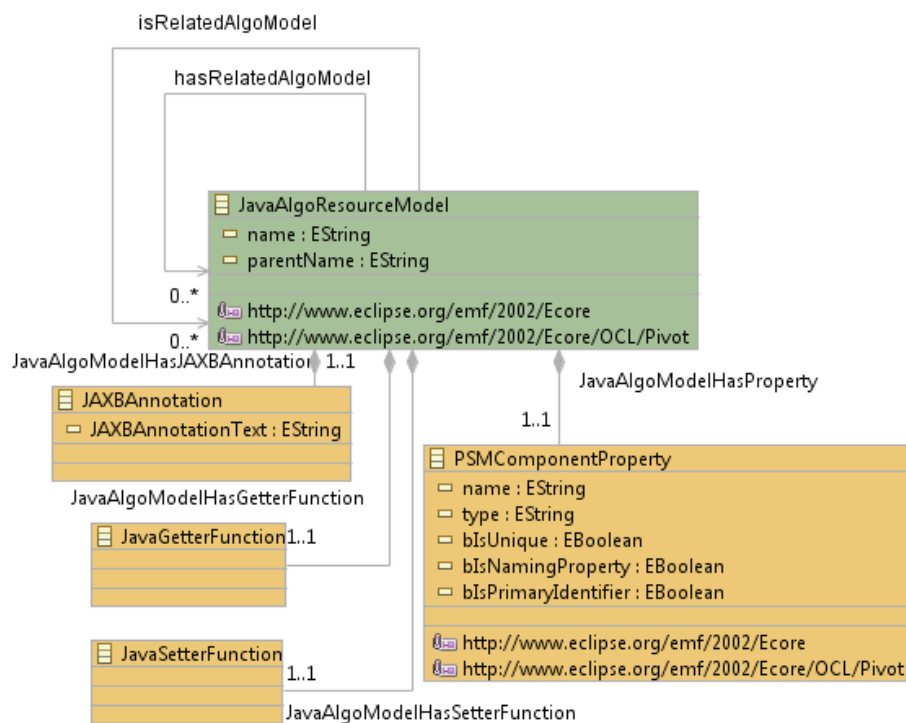 isRelatedAlgoModel
hasRelatedAlgoModel
JavaAlgoResourceModel
name : EString
parentName : EString
0..*
http://www.eclipse.org/emf/2002/Ecore
0..*
http://www.eclipse.org/emf/2002/Ecore/OCL/Pivot
JavaAlgoModelHasJAXBAnnotation
1..1
JavaAlgoModelHasProperty
JAXBAnnotation
JAXBAnnotationText : EString
1..1
PSMComponentProperty
name : EString
type : EString
bIsUnique : EBoolean
bIsNamingProperty : EBoolean
bIsPrimaryIdentifier : EBoolean
http://www.eclipse.org/emf/2002/Ecore
http://www.eclipse.org/emf/2002/Ecore/OCL/Pivot
JavaAlgoModelHasGetterFunction
JavaGetterFunction
1..1
JavaSetterFunction
1..1
JavaAlgoModelHasSetterFunction